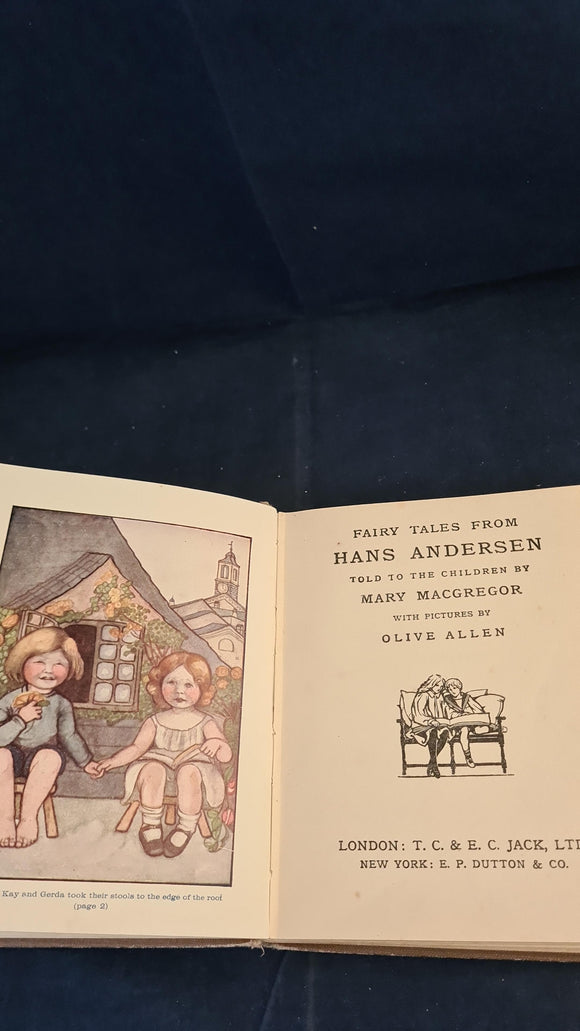 Kay and Gerda took their stools to the edge of the roof
(page 2)
FAIRY TALES FROM
HANS ANDERSEN
TOLD TO THE CHILDREN BY
MARY MACGREGOR
WITH PICTURES BY
OLIVE ALLEN
LONDON: T. C. & E. C. JACK, LTD
NEW YORK: E. P. DUTTON & CO.